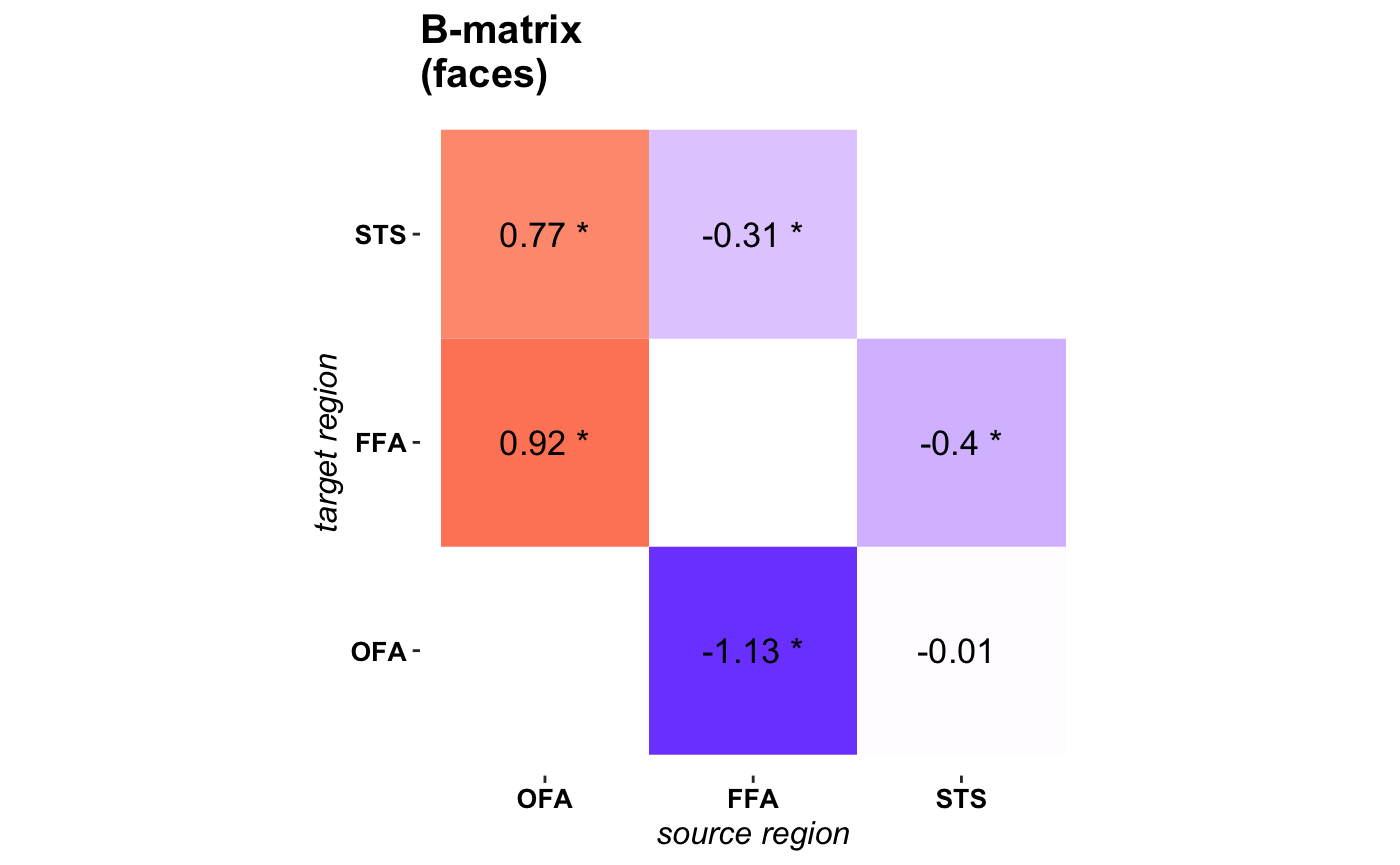 B-matrix
(faces)
STS
0.77 *
-0.31 *
target region
FFA
0.92 *
-0.4 *
OFA
-1.13 *
-0.01
OFA
FFA
STS
source region